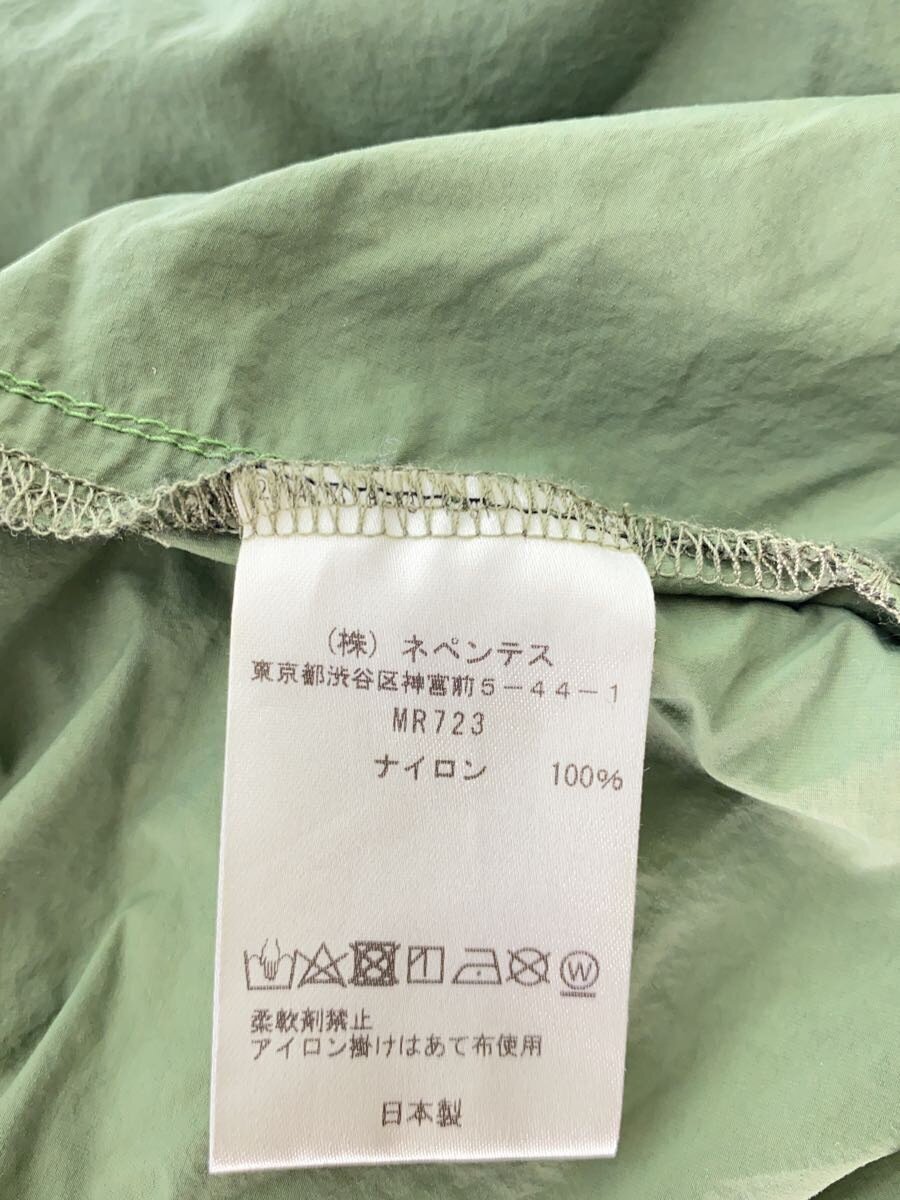 (株) ネペンテス
東京都渋谷区神宮前5-44-1
MR723
ナイロン 100%
W
柔軟剤禁止
アイロン掛けはあて布使用
日本製